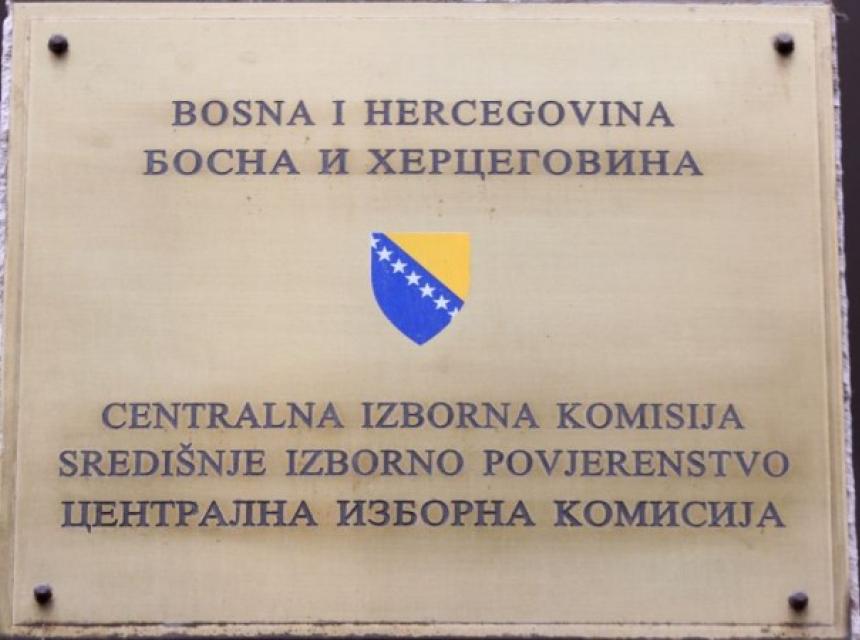 BOSNA I HERCEGOVINA
БОСНА И ХЕРЦЕГОВИНА
CENTRALNA IZBORNA KOMISIJA
SREDIŠNJE IZBORNO POVJERENSTVO
ЦЕНТРАЛНА ИЗБОРНА КОМИСИЈА